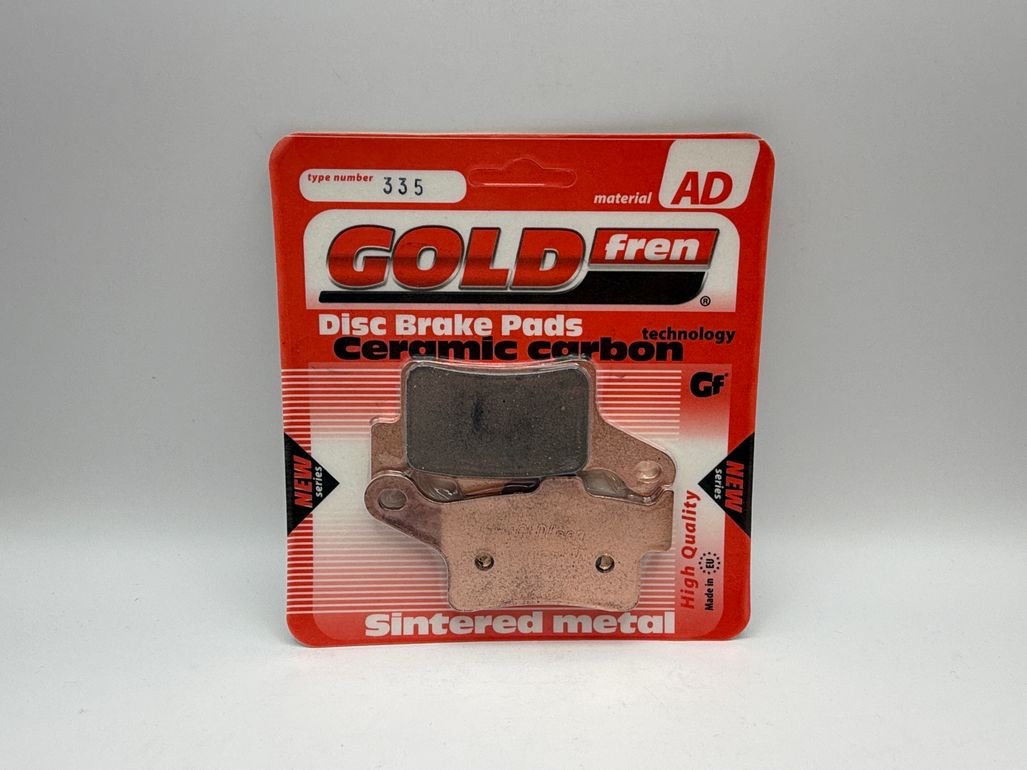 type number 335
material AD
GOLD fren ®
Disc Brake Pads
technology
Ceramic carbon
Gf
NEW series
NEW series
High Quality
Made in EU
Sintered metal